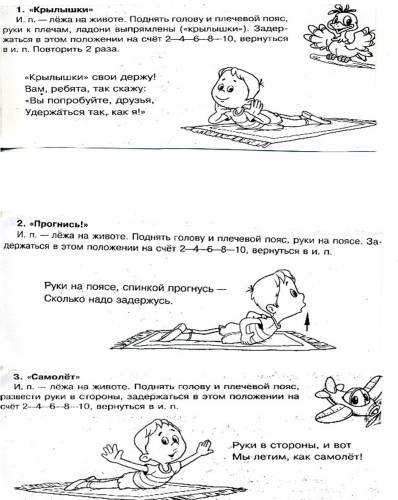 1. «Крылышки»
И. п. — лёжа на животе. Поднять голову и плечевой пояс,
руки к плечам, ладони выпрямлены («крылышки»). Задер-
жаться в этом положении на счёт 2—4—6—8—10, вернуться
в и. п. Повторить 2 раза.
«Крылышки» свои держу!
Вам, ребята, так скажу:
«Вы попробуйте, друзья,
Удержаться так, как я!»
2. «Прогнись!»
И. п. — лёжа на животе. Поднять голову и плечевой пояс, руки на поясе. За-
держаться в этом положении на счёт 2—4—6—8—10, вернуться в и. п.
Руки на поясе, спинкой прогнусь —
Сколько надо задержусь.
3. «Самолёт»
И. п. — лёжа на животе. Поднять голову и плечевой пояс,
развести руки в стороны, задержаться в этом положении на
счёт 2—4—6—8—10, вернуться в и. п.
Руки в стороны, и вот
Мы летим, как самолёт!